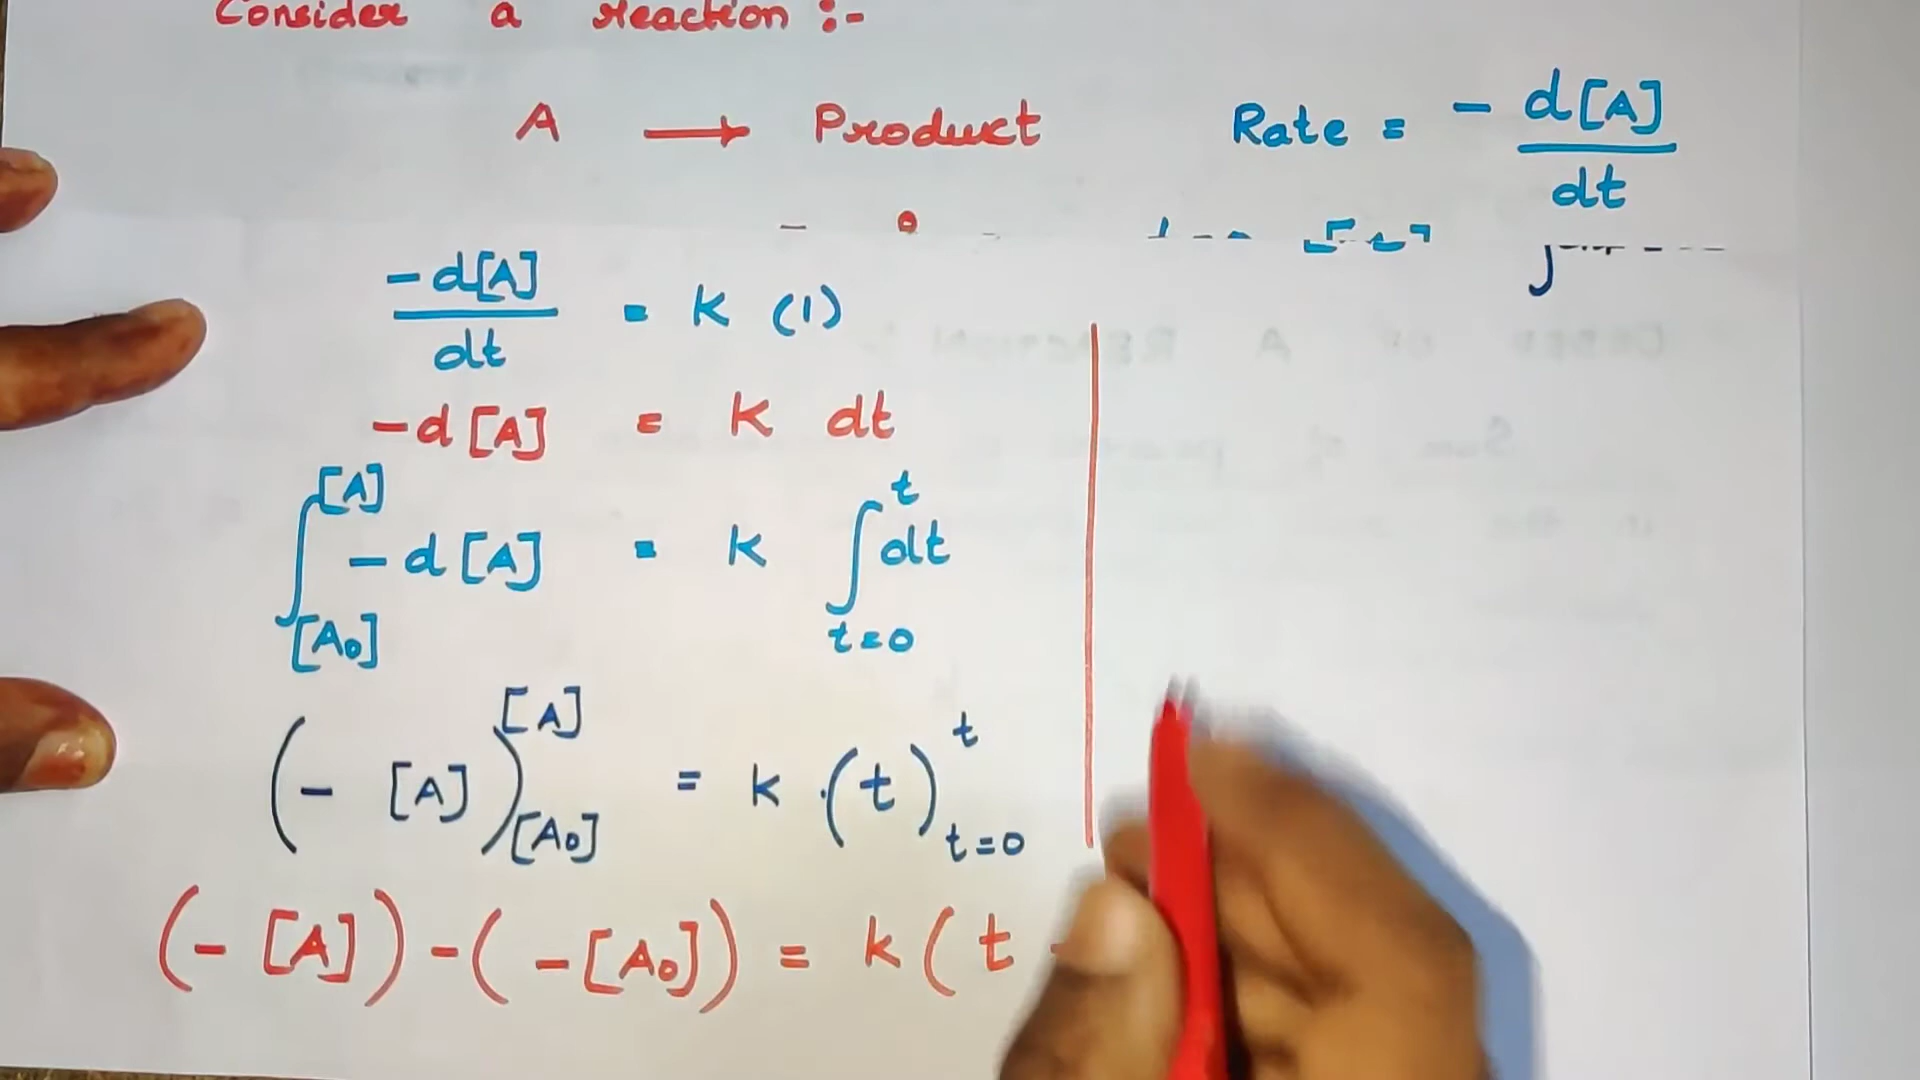 Consider a reaction :-
A → Product
Rate = - d[A] / dt
-d[A] / dt = K (1)
-d [A] = K dt
∫ [A] [A₀] - d [A] = K ∫ t t=0 dt
(- [A]) [A] [A₀] = K .(t) t t=0
(- [A]) - ( -[A₀]) = K ( t -